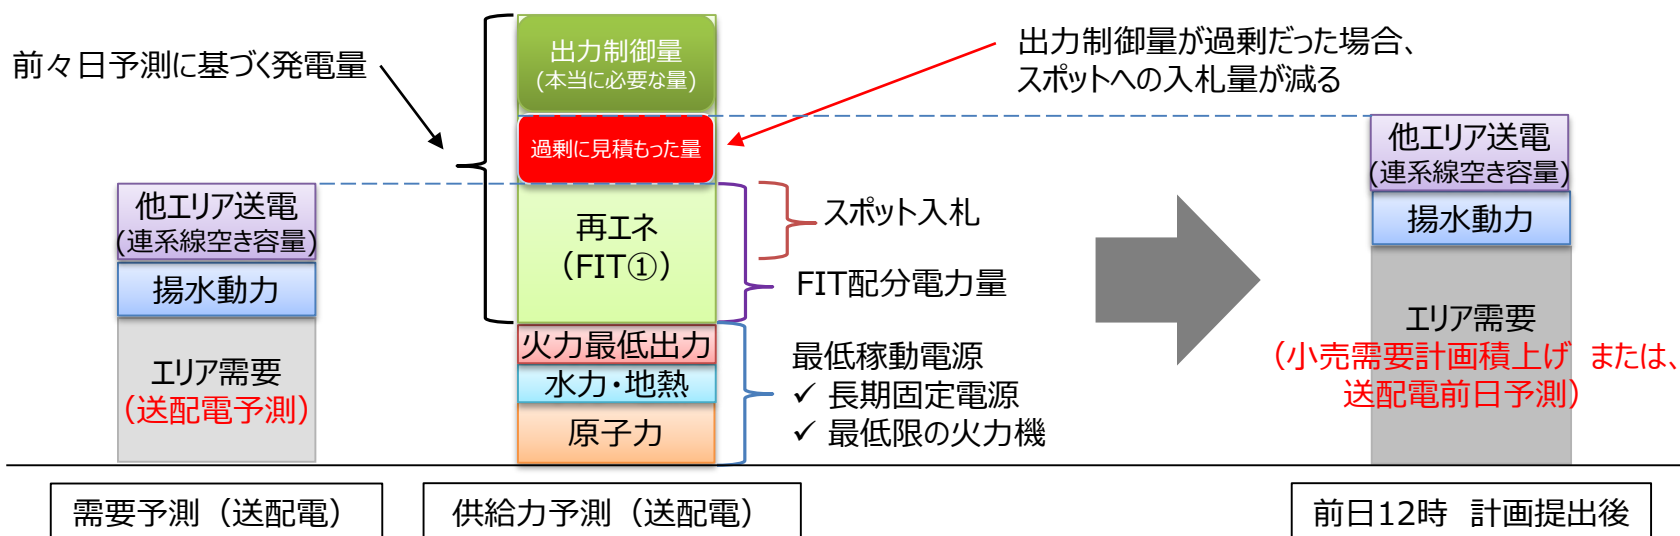 前々日予測に基づく発電量
出力制御量
(本当に必要な量)
出力制御量が過剰だった場合、
スポットへの入札量が減る
過剰に見積もった量
他エリア送電
(連系線空き容量)
揚水動力
エリア需要
（送配電予測）
再エネ
（FIT①）
火力最低出力
水力・地熱
原子力
スポット入札
FIT配分電力量
最低稼動電源
✓ 長期固定電源
✓ 最低限の火力機
他エリア送電
(連系線空き容量)
揚水動力
エリア需要
（小売需要計画積上げ または、
送配電前日予測）
需要予測（送配電）
供給力予測（送配電）
前日12時 計画提出後